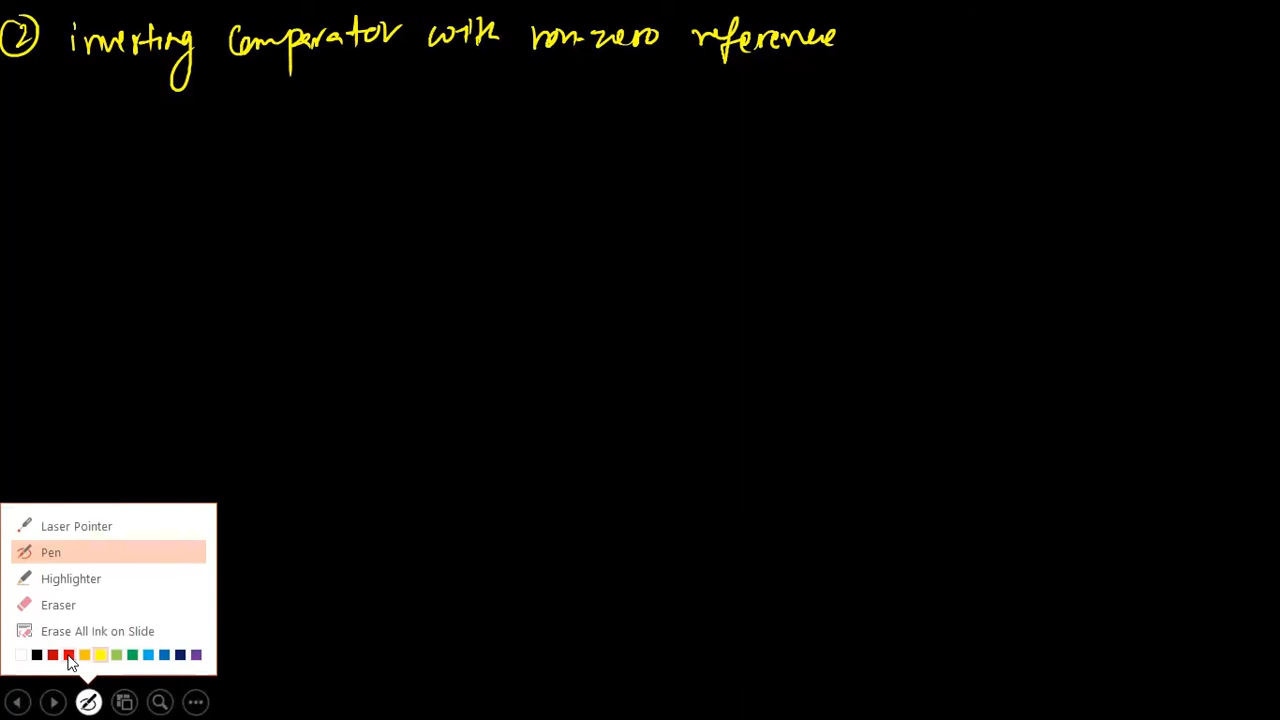 ② inverting comparator with non-zero reference
Laser Pointer
Pen
Highlighter
Eraser
Erase All Ink on Slide